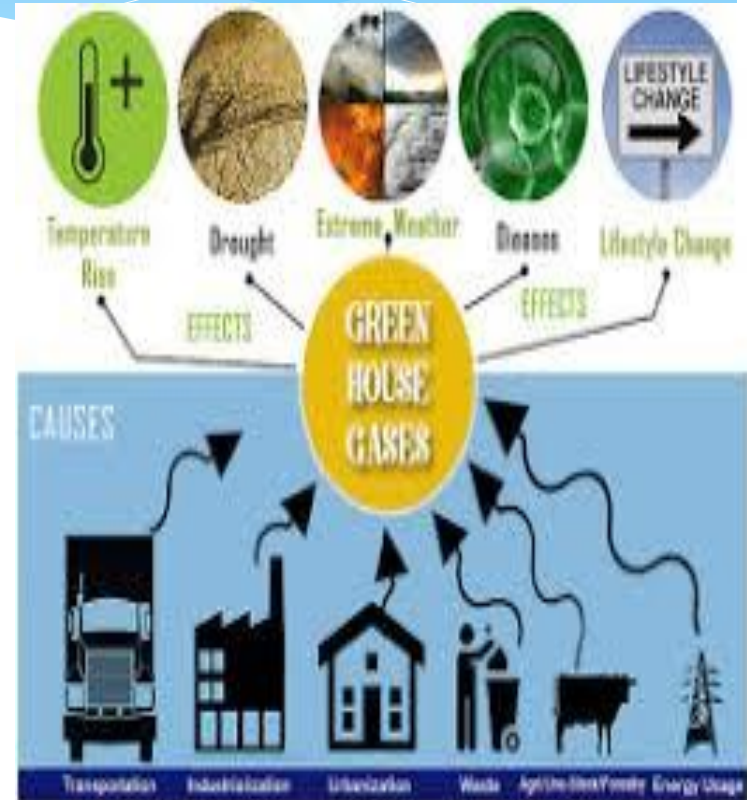 LIFESTYLE
CHANGE
Temperature
Rise
Drought
Extreme Weather
Disease
Lifestyle Change
EFFECTS
EFFECTS
GREEN
HOUSE
GASES
CAUSES
Transportation
Industrialization
Urbanization
Waste
Energy Usage